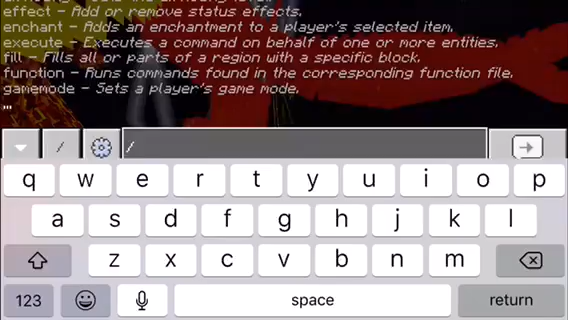 effect - Add or remove status effects.
enchant - Adds an enchantment to a player's selected item.
execute - Executes a command on behalf of one or more entities.
fill - Fills all or parts of a region with a specific block.
function - Runs commands found in the corresponding function file.
gamemode - Sets a player's game mode.
...
/ /
q w e r t y u i o p
a s d f g h j k l
z x c v b n m
123 space return